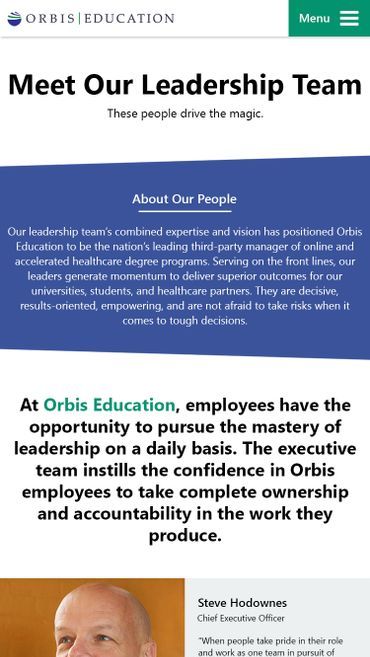 ORBIS EDUCATION
Menu
Meet Our Leadership Team
These people drive the magic.
About Our People
Our leadership team's combined expertise and vision has positioned Orbis
Education to be the nation's leading third-party manager of online and
accelerated healthcare degree programs. Serving on the front lines, our
leaders generate momentum to deliver superior outcomes for our
universities, students, and healthcare partners. They are decisive,
results-oriented, empowering, and are not afraid to take risks when it
comes to tough decisions.
At Orbis Education, employees have the
opportunity to pursue the mastery of
leadership on a daily basis. The executive
team instills the confidence in Orbis
employees to take complete ownership
and accountability in the work they
produce.
Steve Hodownes
Chief Executive Officer
"When people take pride in their role
and work as one team in pursuit of